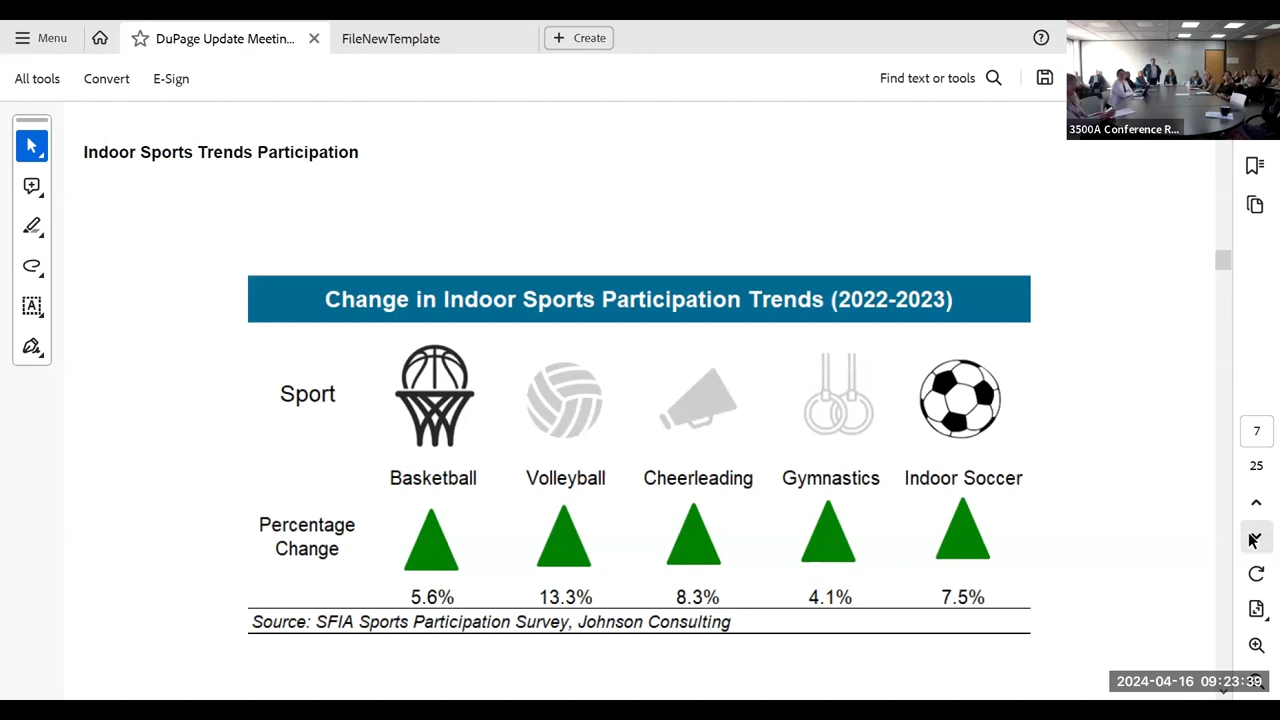 Menu
DuPage Update Meetin...
FileNewTemplate
Create
All tools
Convert
E-Sign
Find text or tools
3500A Conference R...
Indoor Sports Trends Participation
Change in Indoor Sports Participation Trends (2022-2023)
Sport
Basketball
Volleyball
Cheerleading
Gymnastics
Indoor Soccer
Percentage
Change
5.6%
13.3%
8.3%
4.1%
7.5%
Source: SFIA Sports Participation Survey, Johnson Consulting
7
25
2024-04-16 09:23:39